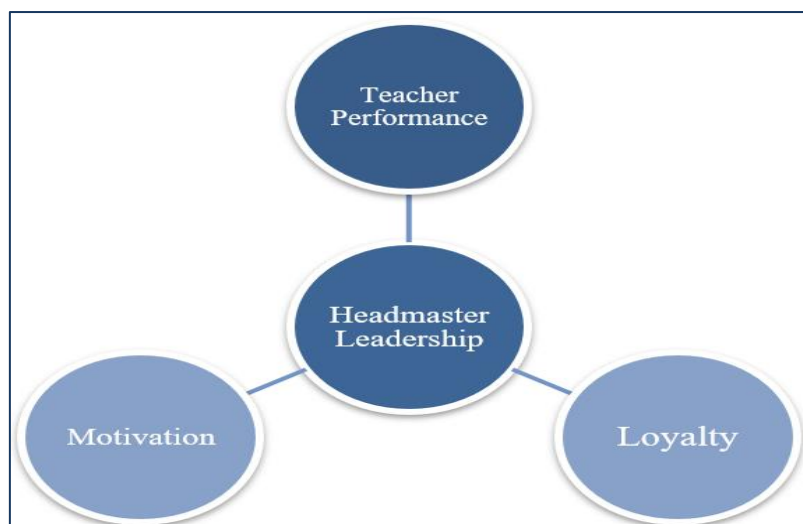 Teacher
Performance
Headmaster
Leadership
Motivation
Loyalty